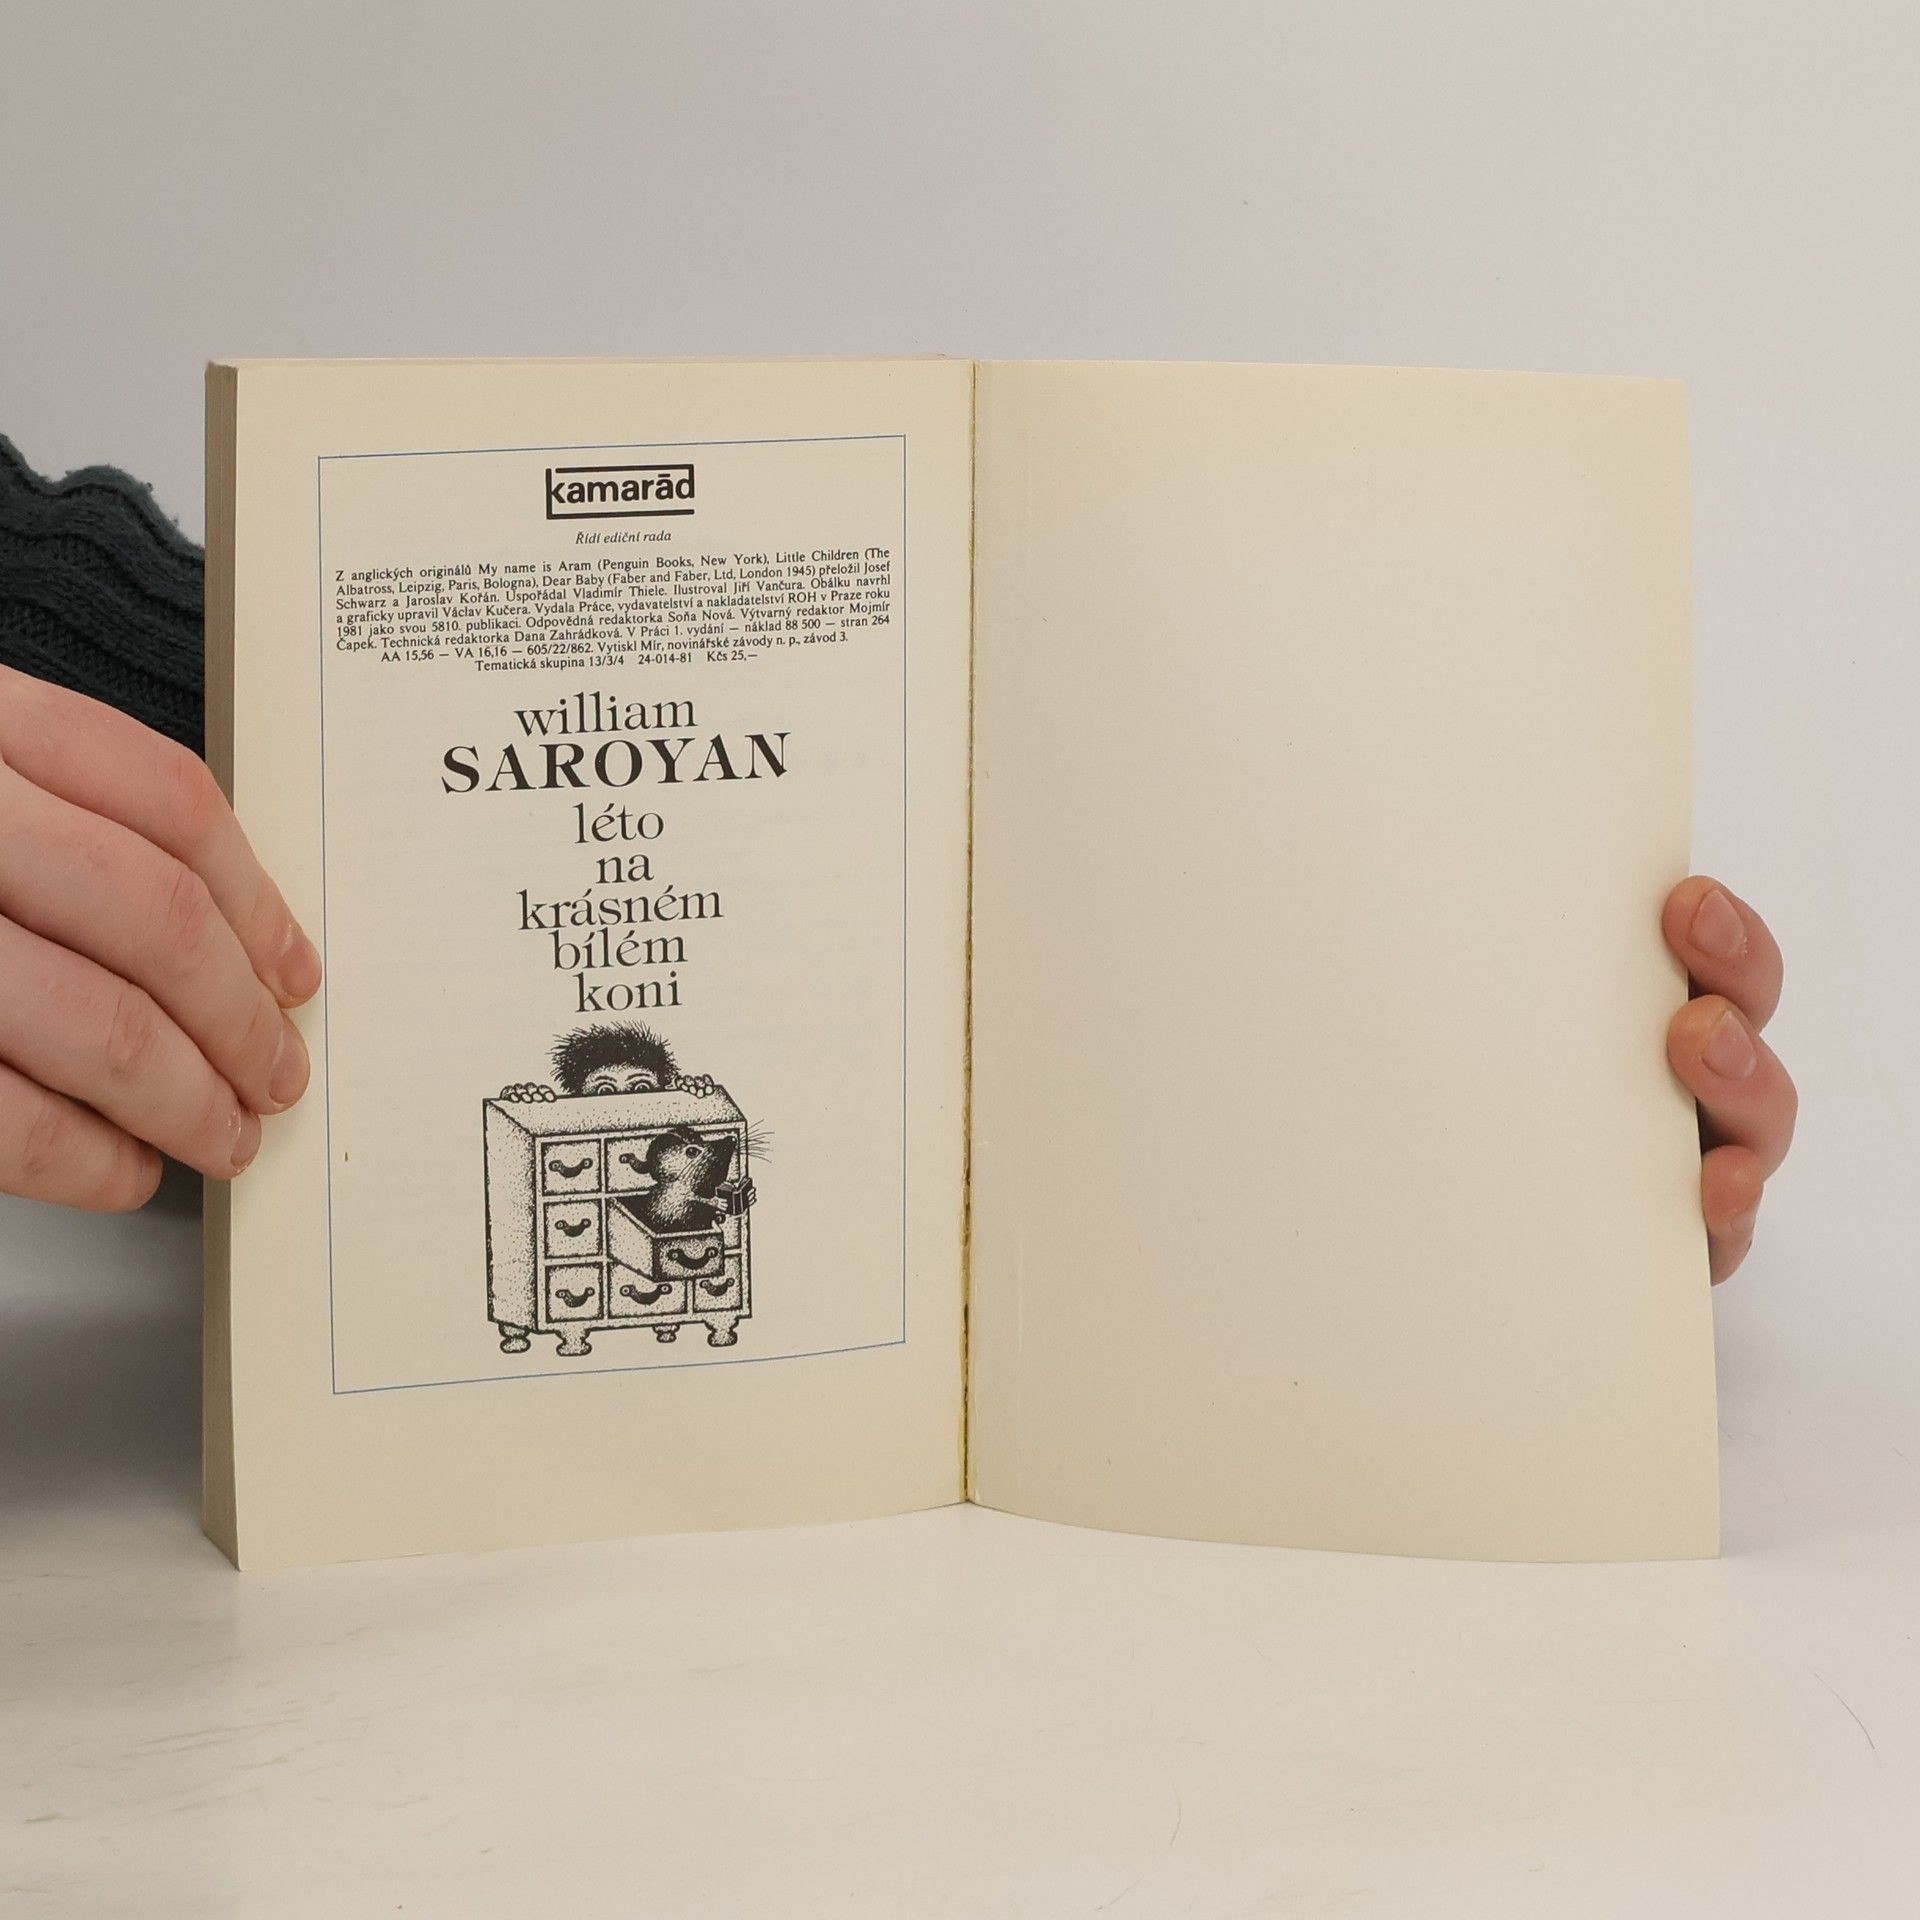 kamarād
Řídí ediční rada
Z anglických originálů My name is Aram (Penguin Books, New York), Little Children (The
Albatross, Leipzig, Paris, Bologna), Dear Baby (Faber and Faber, Ltd, London 1945) přeložil Josef
Schwarz a Jaroslav Kořán. Uspořádal Vladimír Thiele. Ilustroval Jiří Vančura. Obálku navrhl
a graficky upravil Václav Kučera. Vydala Práce, vydavatelství a nakladatelství ROH v Praze roku
1981 jako svou 5810. publikaci. Odpovědná redaktorka Soňa Nová. Výtvarný redaktor Mojmír
Čapek. Technická redaktorka Dana Zahrádková. V Práci 1. vydání — náklad 88 500 — stran 264
AA 15,56 — VA 16,16 — 605/22/862. Vytiskl Mír, novinářské závody n. p., závod 3.
Tematická skupina 13/3/4 24-014-81 Kčs 25,—
william
SAROYAN
léto
na
krásném
bílém
koni